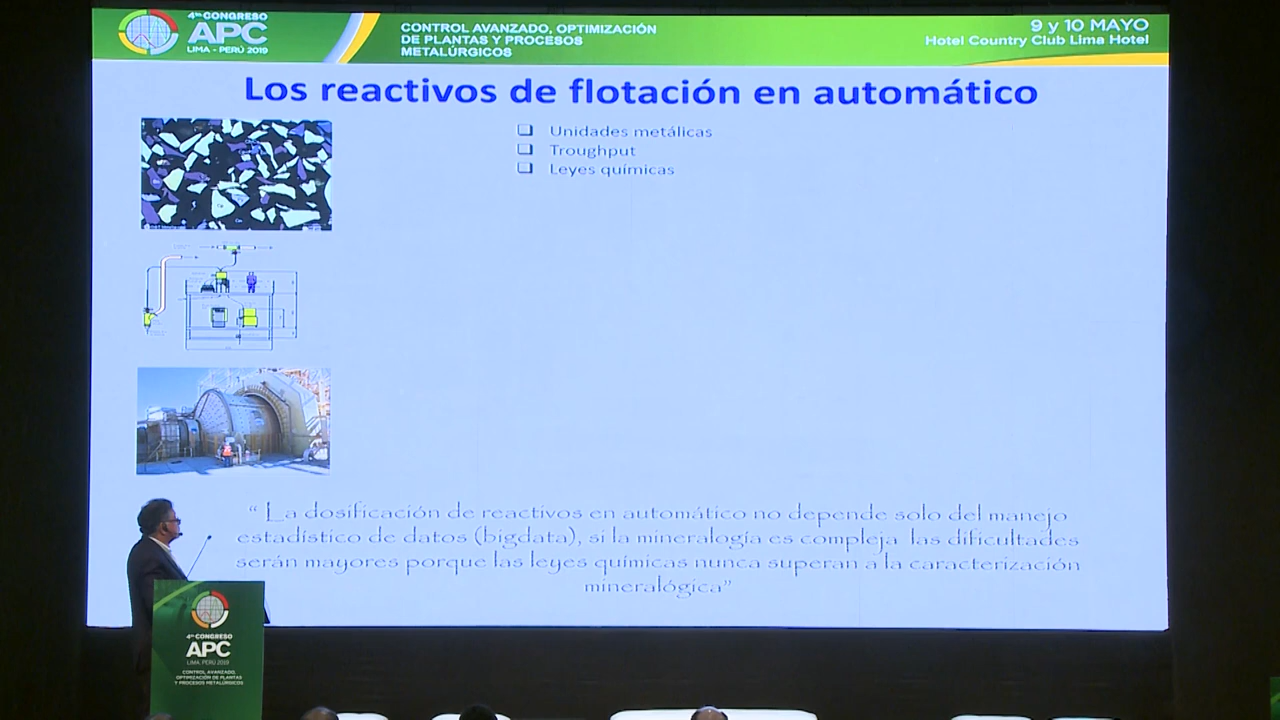 4to CONGRESO
APC
LIMA - PERÚ 2019
CONTROL AVANZADO, OPTIMIZACIÓN
DE PLANTAS Y PROCESOS
METALÚRGICOS
9 y 10 MAYO
Hotel Country Club Lima Hotel
Los reactivos de flotación en automático
❑ Unidades metálicas
❑ Troughput
❑ Leyes químicas
“ La dosificación de reactivos en automático no depende solo del manejo
estadístico de datos (bigdata), si la mineralogía es compleja las dificultades
serán mayores porque las leyes químicas nunca superan a la caracterización
mineralógica”
4to CONGRESO
APC
LIMA, PERÚ 2019
CONTROL AVANZADO,
OPTIMIZACIÓN DE PLANTAS
Y PROCESOS METALÚRGICOS